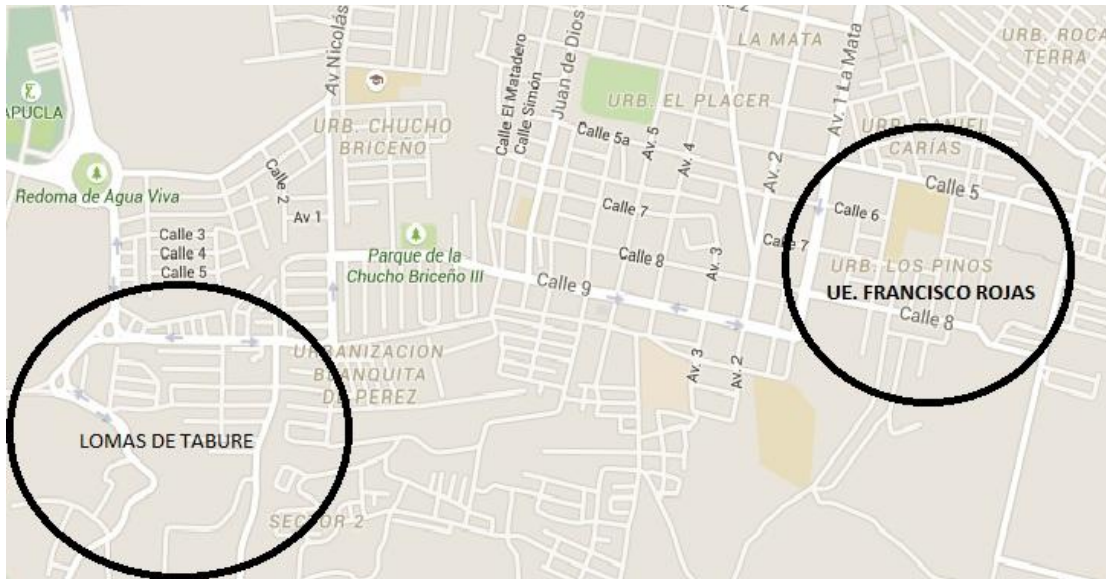 LA MATA
URB. ROCA
TERRA
Av Nicolás
Calle El Matadero
Calle Simón
Juan de Dios
Av. 1 La Mata
APUCLA
URB. CHUCHO
BRICENO
URB. EL PLACER
URB. DANIEL
CARÍAS
Calle 5a
Av. 5
Av. 4
Av. 2
Redoma de Agua Viva
Calle 2
Av 1
Calle 5
Calle 7
Calle 6
Calle 3
Calle 4
Calle 5
Parque de la
Chucho Briceño III
Calle 8
Av. 3
Calle 7
Calle 9
URB. LOS PINOS
UE. FRANCISCO ROJAS
Calle 8
URBANIZACION
BLANQUITA
DE PEREZ
Av. 3
Av. 2
LOMAS DE TABURE
SECTOR 2